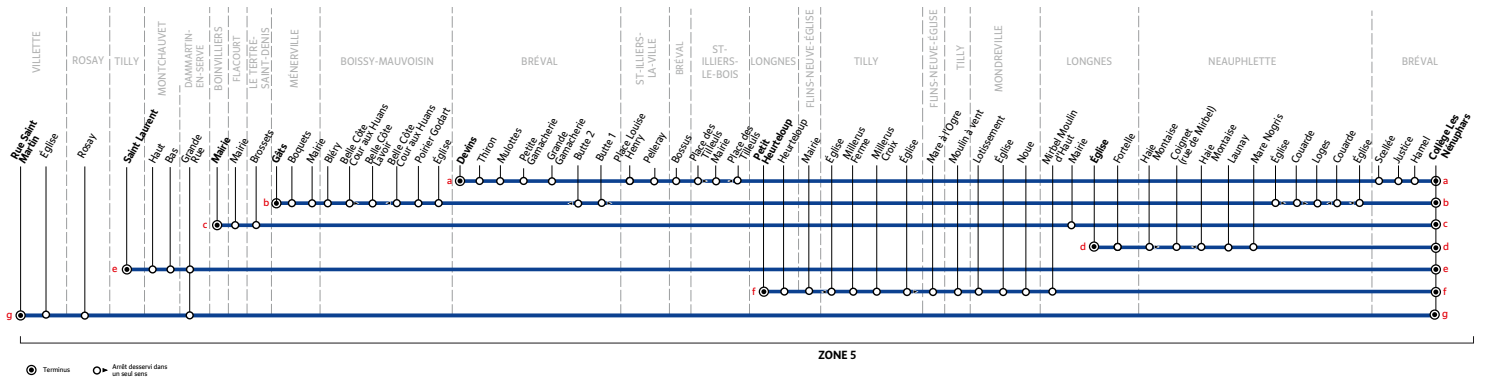 VILLETTE
ROSAY
TILLY
MONTCHAUVET
DAMMARTIN-
EN-SERVE
BOINVILLIERS
FLACOURT
LE TERTRE-
SAINT-DENIS
MÉNERVILLE
BOISSY-MAUVOISIN
BRÉVAL
ST-ILLIERS-
LA-VILLE
BRÉVAL
ST-
ILLIERS-
LE-BOIS
LONGNES
FLINS-NEUVE-ÉGLISE
TILLY
FLINS-NEUVE-ÉGLISE
TILLY
MONDREVILLE
LONGNES
NEAUPHLETTE
BRÉVAL
Rue Saint
Martin
Église
Rosay
Saint Laurent
Haut
Bas
Grande
Rue
Mairie
Mairie
Brossets
Gâts
Boquets
Mairie
Bléry
Belle Côte
Cour aux Huans
Belle Côte
Lavoir
Belle Côte
Cour aux Huans
Poirier Godart
Église
Devins
Thiron
Mulottes
Petite
Gamacherie
Grande
Gamacherie
Butte 2
Butte 1
Place Louise
Henry
Pelleray
Bossus
Place des
Tilleuls
Mairie
Place des
Tilleuls
Petit
Heurteloup
Heurteloup
Mairie
Église
Millerus
Ferme
Millerus
Croix
Église
Mare à l'Ogre
Moulin à vent
Lotissement
Église
Noue
Mirbel Moulin
d'Haut
Mairie
Église
Fortelle
Haie
Montaise
Coignet
(rue de Mirbel)
Haie
Montaise
Launay
Mare Nogris
Église
Couarde
Loges
Couarde
Église
Scellée
Justice
Hamel
Collège Les
Nénuphars
a a
b b
c c
d d
e e
f f
g g
ZONE 5
Terminus
Arrêt desservi dans
un seul sens